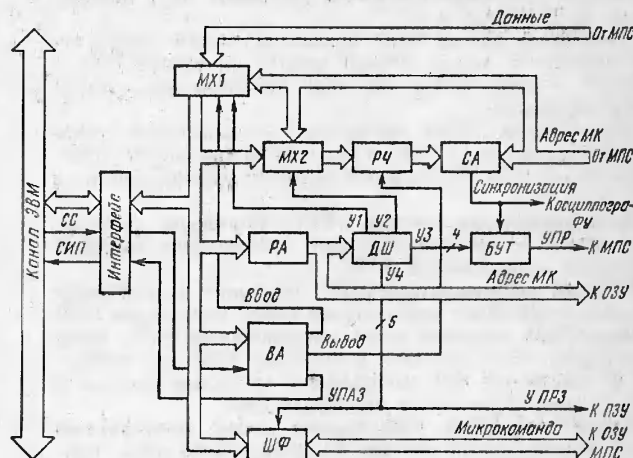 Данные
От МПС
МХ1
Адрес МК
МХ2
РЧ
СА
От МПС
Синхронизация
К осциллогра-
фу
Канал ЭВМ
СС
СИП
Интерфейс
У1
У2
РА
ДШ
У3
4
БУТ
УПР
К МПС
У4
Адрес МК
К ОЗУ
Ввод
ВА
Вывод
5
УПАЗ
У ПРЗ
К ПЗУ
Микрокоманда
К ОЗУ
ШФ
МПС